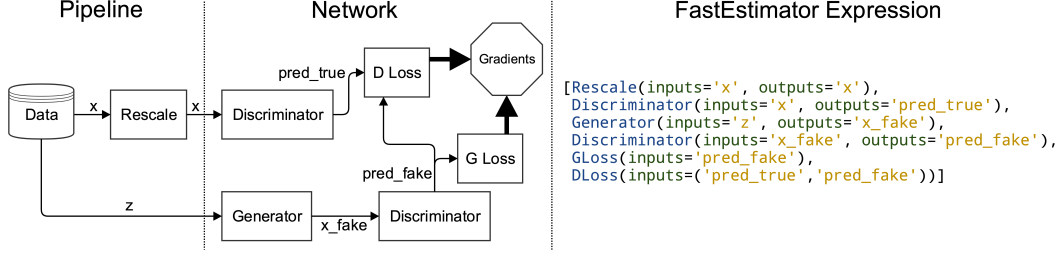 Pipeline
Network
FastEstimator Expression
Data
x
Rescale
x
Discriminator
pred_true
D Loss
Gradients
G Loss
pred_fake
z
Generator
x_fake
Discriminator
[Rescale(inputs='x', outputs='x'),
Discriminator(inputs='x', outputs='pred_true'),
Generator(inputs='z', outputs='x_fake'),
Discriminator(inputs='x_fake', outputs='pred_fake'),
GLoss(inputs='pred_fake'),
DLoss(inputs=('pred_true','pred_fake'))]